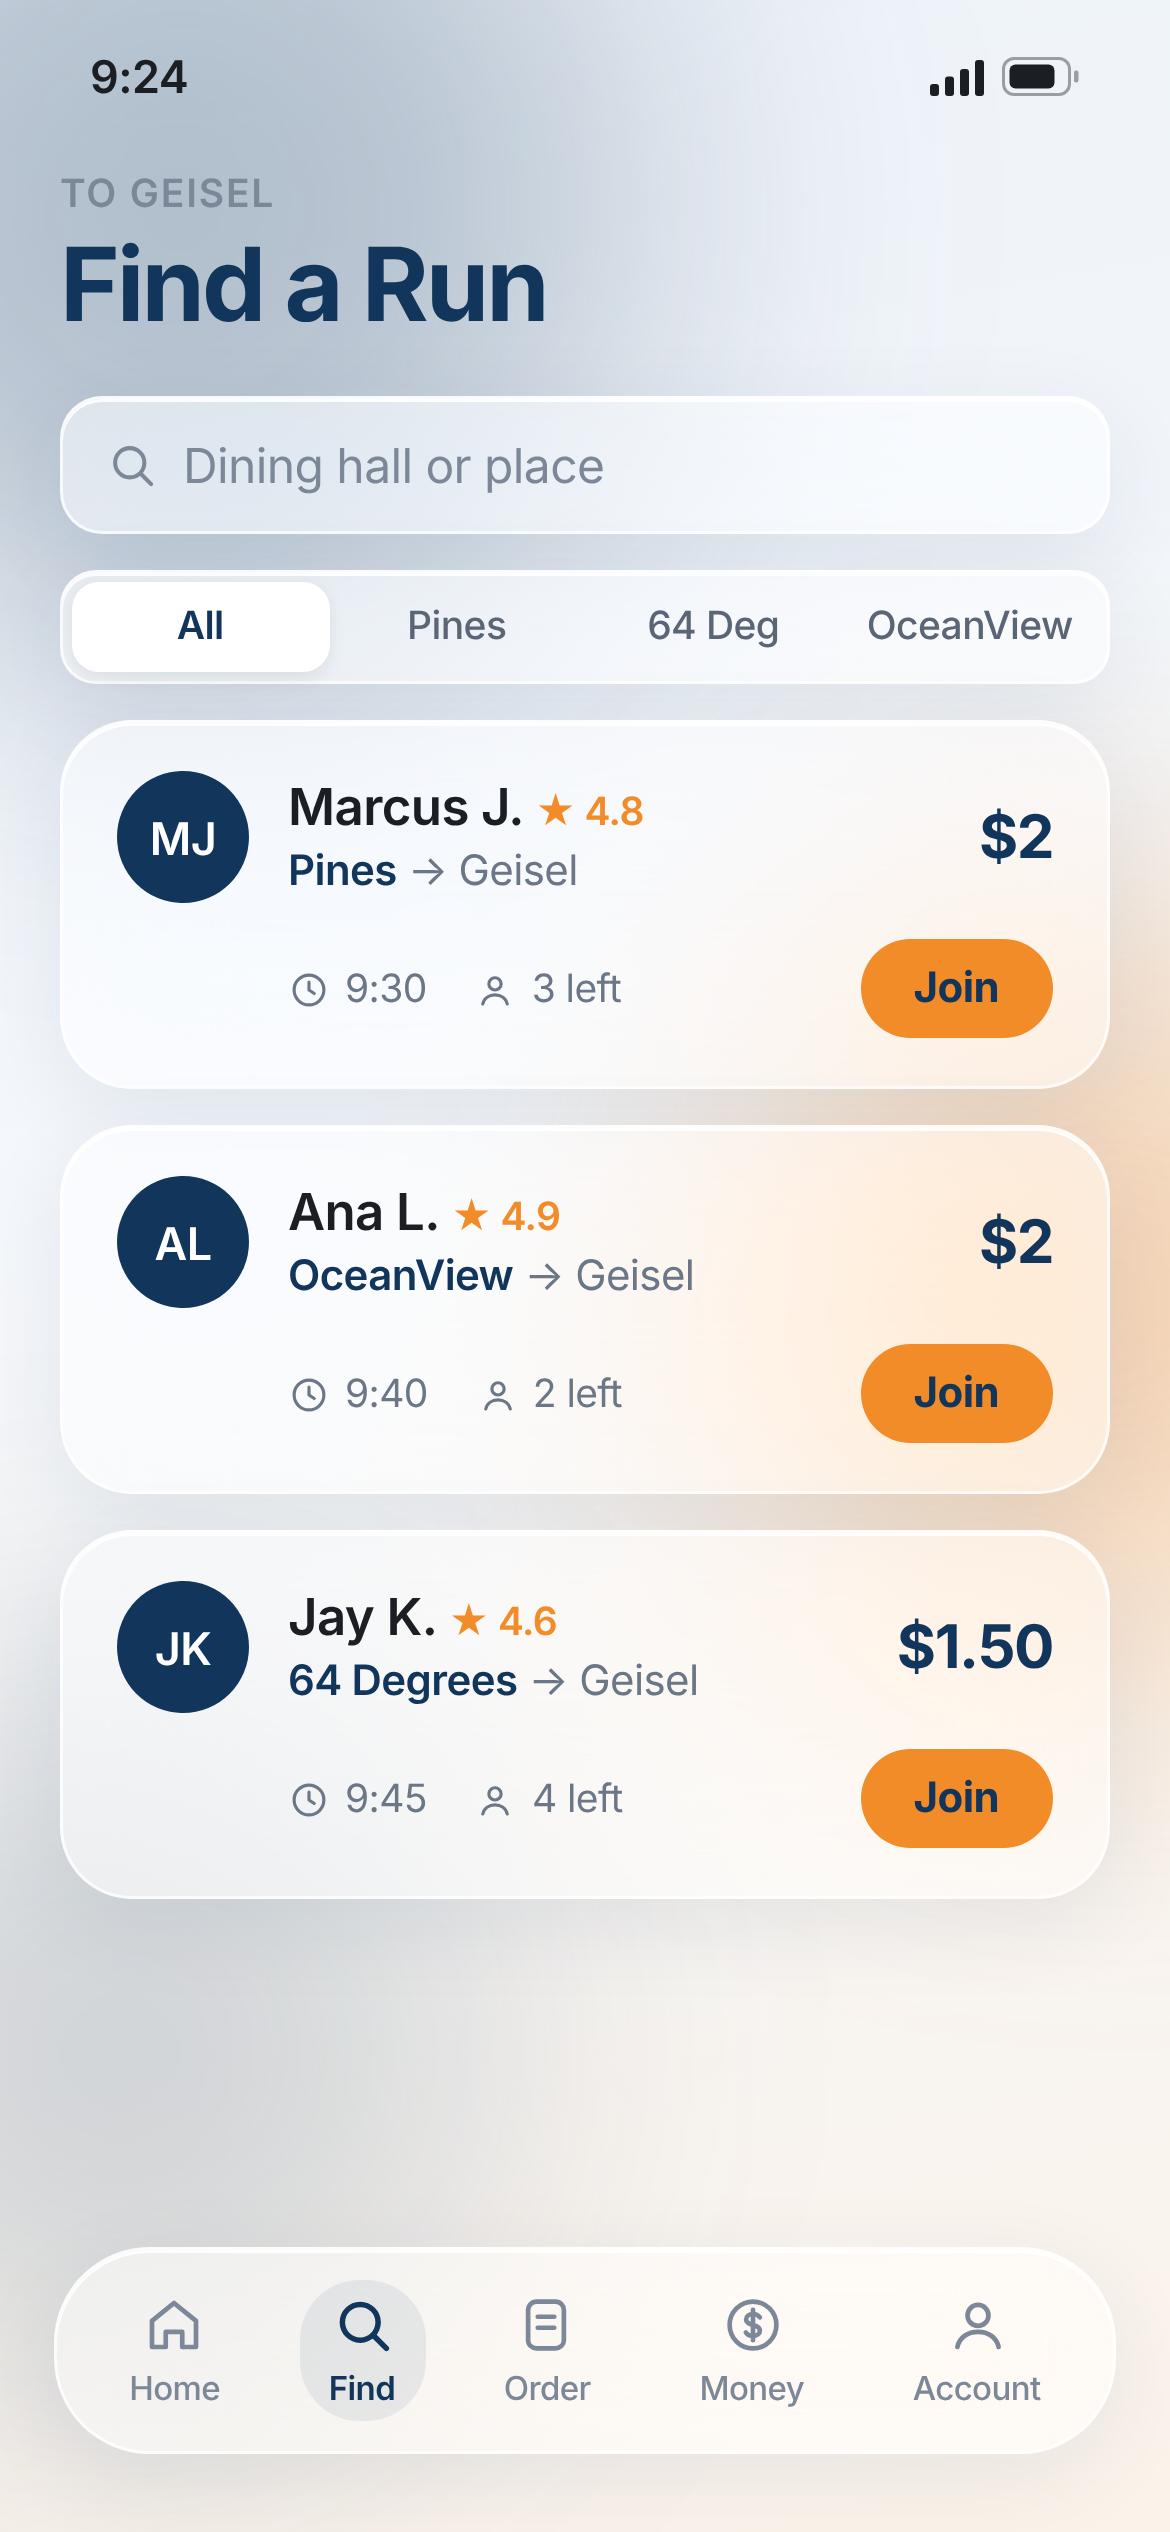 9:24
TO GEISEL
Find a Run
Dining hall or place
All Pines 64 Deg OceanView
MJ
Marcus J. ★ 4.8
Pines → Geisel
$2
9:30 3 left
Join
AL
Ana L. ★ 4.9
OceanView → Geisel
$2
9:40 2 left
Join
JK
Jay K. ★ 4.6
64 Degrees → Geisel
$1.50
9:45 4 left
Join
Home Find Order Money Account